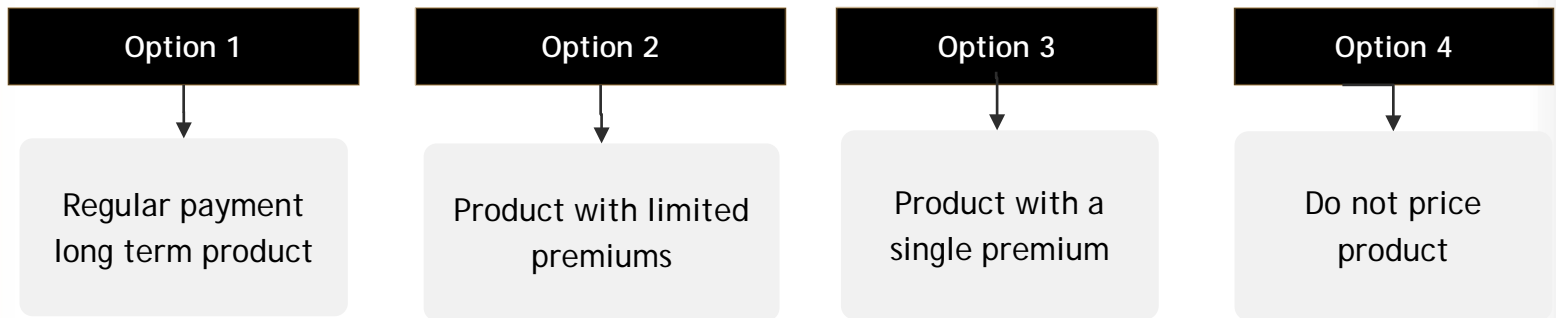 Option 1
Regular payment
long term product
Option 2
Product with limited
premiums
Option 3
Product with a
single premium
Option 4
Do not price
product